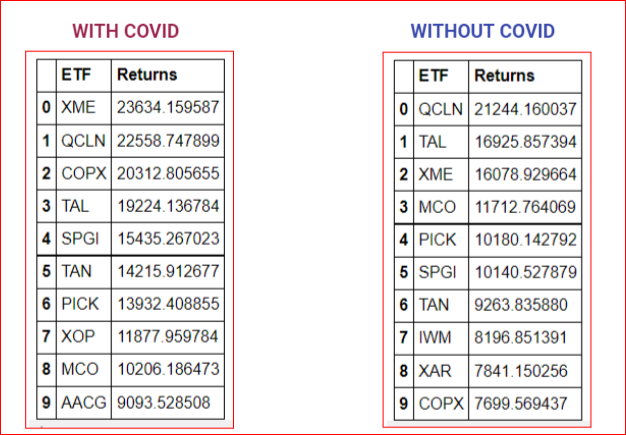 WITH COVID
ETF Returns
0 XME 23634.159587
1 QCLN 22558.747899
2 COPX 20312.805655
3 TAL 19224.136784
4 SPGI 15435.267023
5 TAN 14215.912677
6 PICK 13932.408855
7 XOP 11877.959784
8 MCO 10206.186473
9 AACG 9093.528508
WITHOUT COVID
ETF Returns
0 QCLN 21244.160037
1 TAL 16925.857394
2 XME 16078.929664
3 MCO 11712.764069
4 PICK 10180.142792
5 SPGI 10140.527879
6 TAN 9263.835880
7 IWM 8196.851391
8 XAR 7841.150256
9 COPX 7699.569437